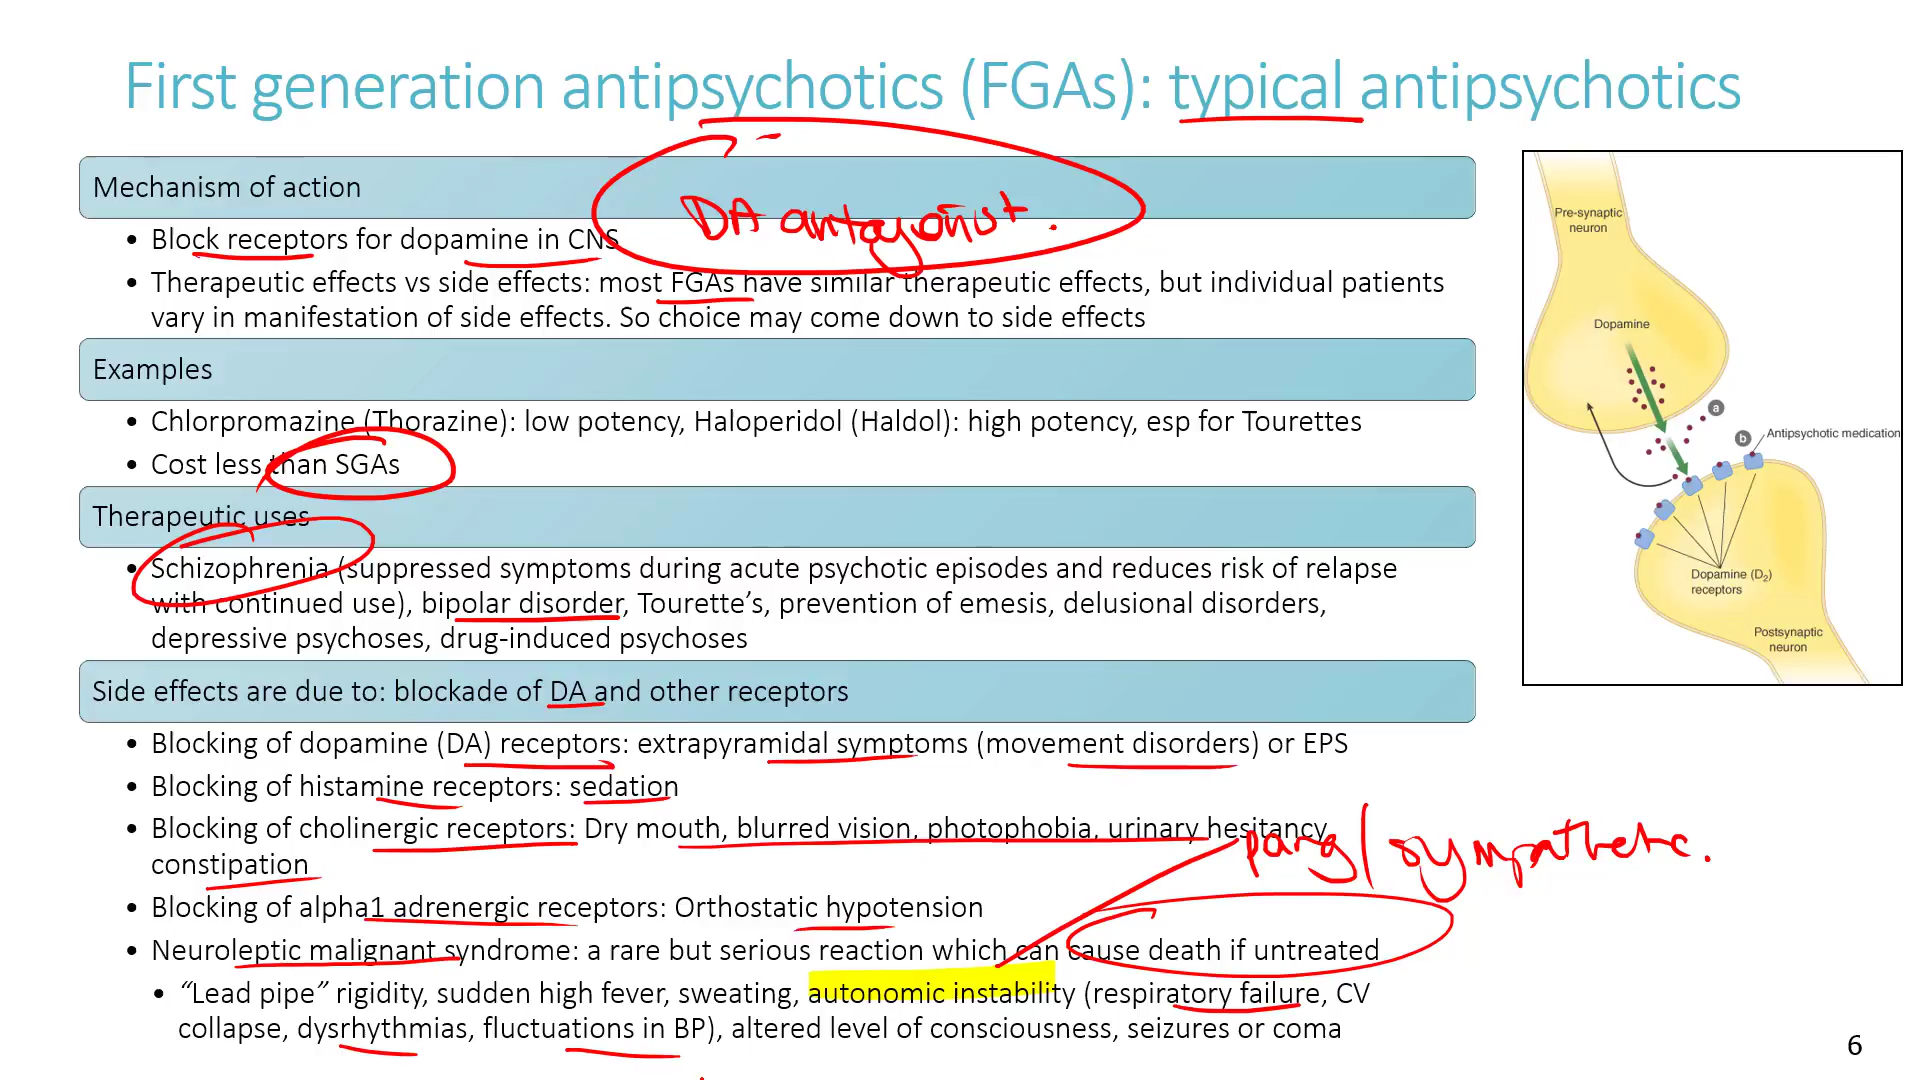 First generation antipsychotics (FGAs): typical antipsychotics
Mechanism of action
DA antagonist.
• Block receptors for dopamine in CNS
• Therapeutic effects vs side effects: most FGAs have similar therapeutic effects, but individual patients
vary in manifestation of side effects. So choice may come down to side effects
Examples
• Chlorpromazine (Thorazine): low potency, Haloperidol (Haldol): high potency, esp for Tourettes
• Cost less than SGAs
Therapeutic uses
• Schizophrenia (suppressed symptoms during acute psychotic episodes and reduces risk of relapse
with continued use), bipolar disorder, Tourette’s, prevention of emesis, delusional disorders,
depressive psychoses, drug-induced psychoses
Side effects are due to: blockade of DA and other receptors
• Blocking of dopamine (DA) receptors: extrapyramidal symptoms (movement disorders) or EPS
• Blocking of histamine receptors: sedation
• Blocking of cholinergic receptors: Dry mouth, blurred vision, photophobia, urinary hesitancy,
constipation
para/sympathetic.
• Blocking of alpha1 adrenergic receptors: Orthostatic hypotension
• Neuroleptic malignant syndrome: a rare but serious reaction which can cause death if untreated
• “Lead pipe” rigidity, sudden high fever, sweating, autonomic instability (respiratory failure, CV
collapse, dysrhythmias, fluctuations in BP), altered level of consciousness, seizures or coma
Pre-synaptic
neuron
Dopamine
a
b
Antipsychotic medication
Dopamine (D₂)
receptors
Postsynaptic
neuron
6